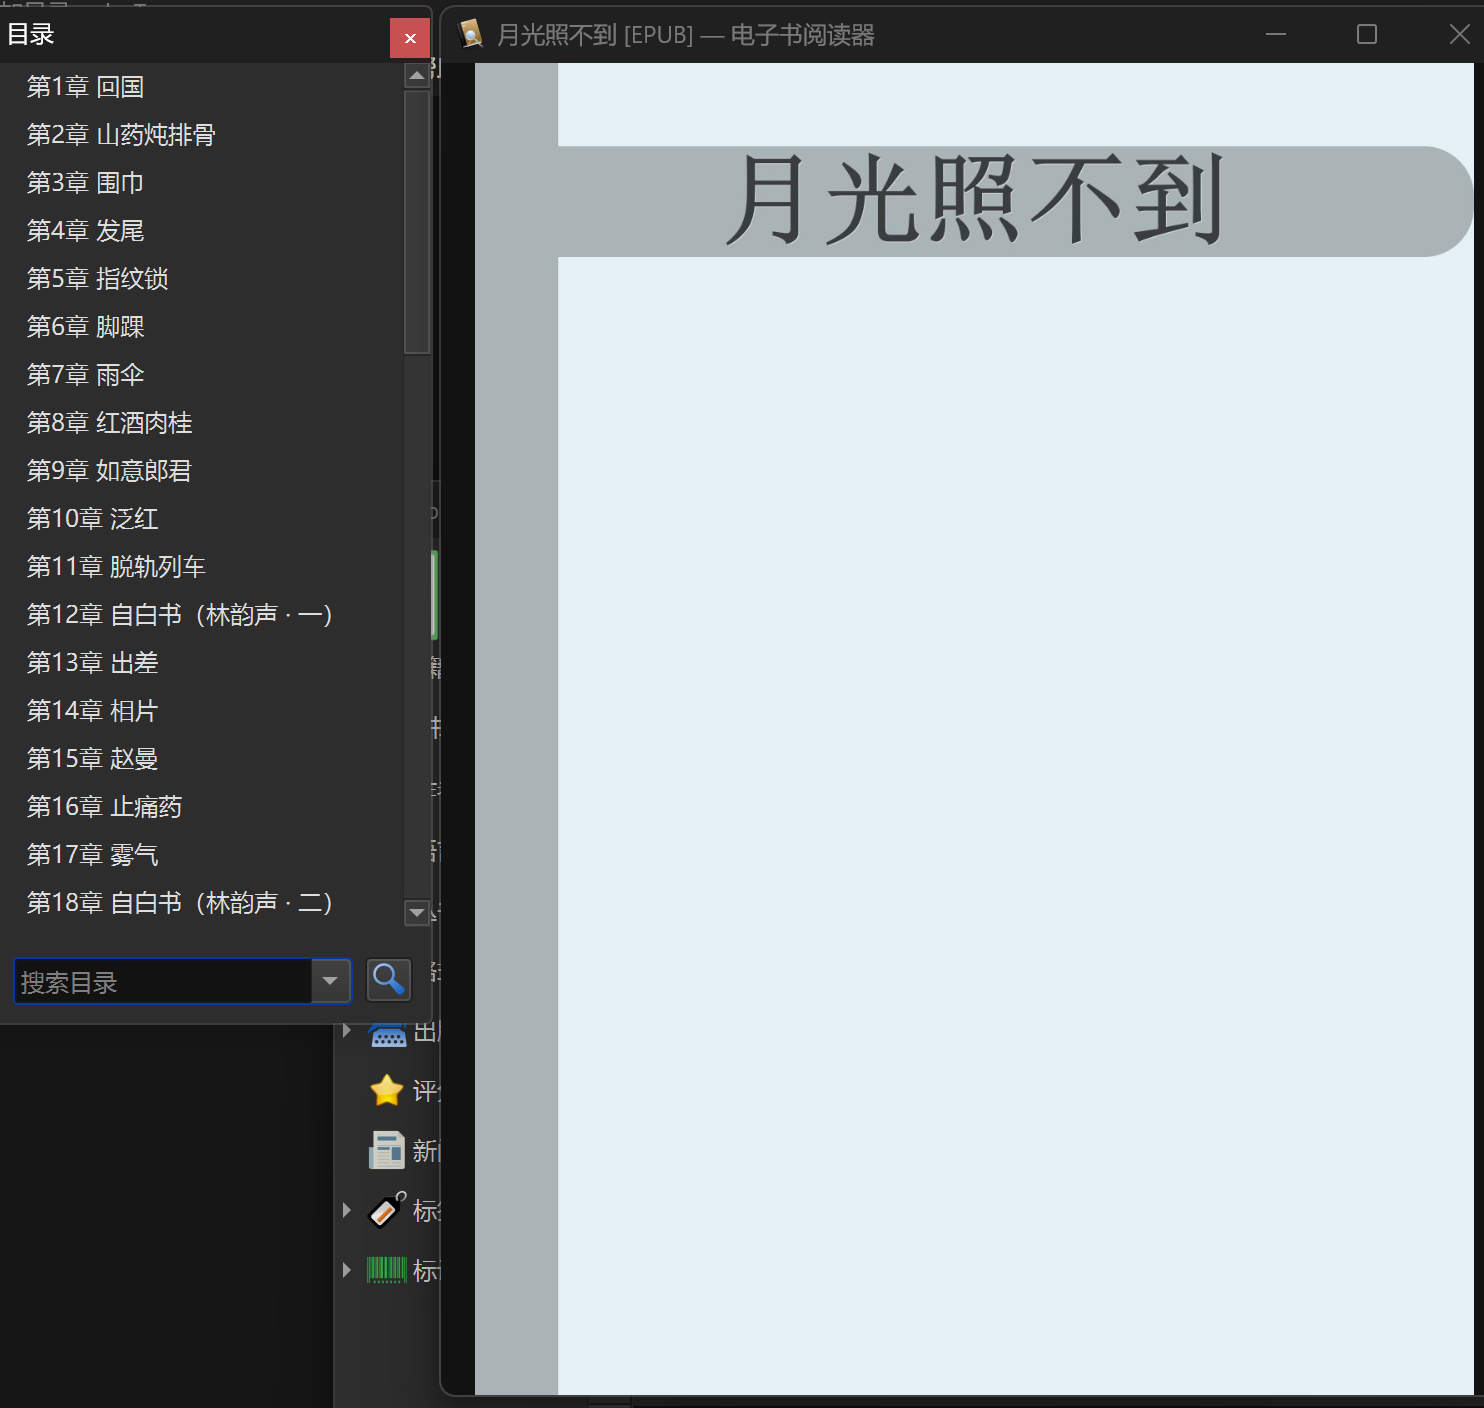 目录
第1章 回国
第2章 山药炖排骨
第3章 围巾
第4章 发尾
第5章 指纹锁
第6章 脚踝
第7章 雨伞
第8章 红酒肉桂
第9章 如意郎君
第10章 泛红
第11章 脱轨列车
第12章 自白书（林韵声 · 一）
第13章 出差
第14章 相片
第15章 赵曼
第16章 止痛药
第17章 雾气
第18章 自白书（林韵声 · 二）
搜索目录
出
评
新
标
标
月光照不到 [EPUB] — 电子书阅读器
月光照不到